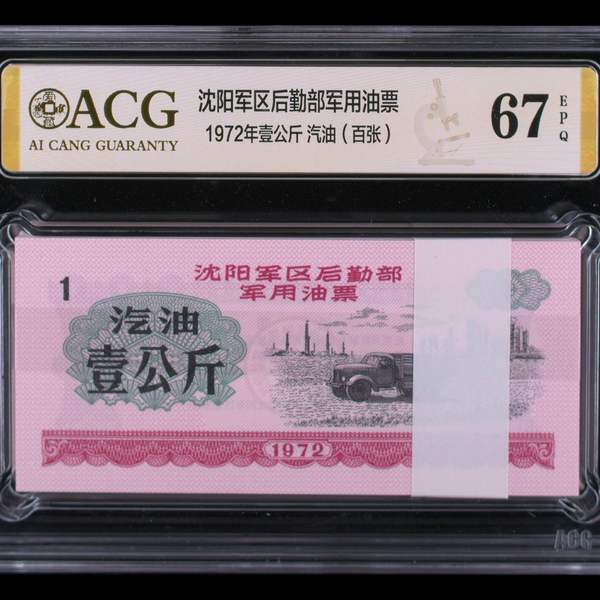 ACG
AI CANG GUARANTY
沈阳军区后勤部军用油票
1972年壹公斤 汽油（百张）
67
EPQ
1
沈阳军区后勤部
军用油票
汽油
壹公斤
1972
ACG